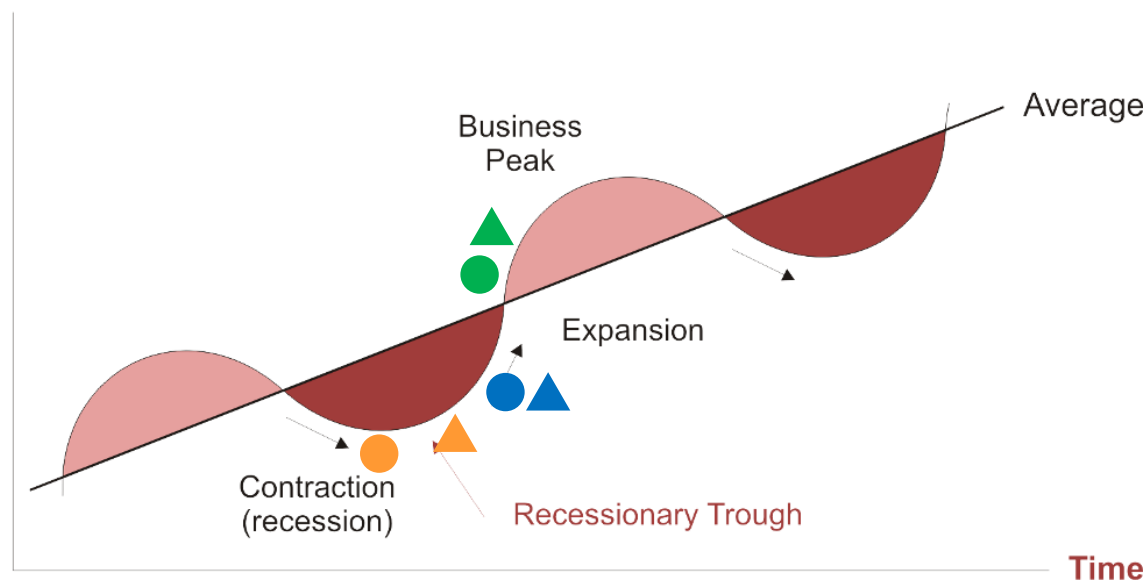 Average
Business
Peak
Expansion
Contraction
(recession)
Recessionary Trough
Time